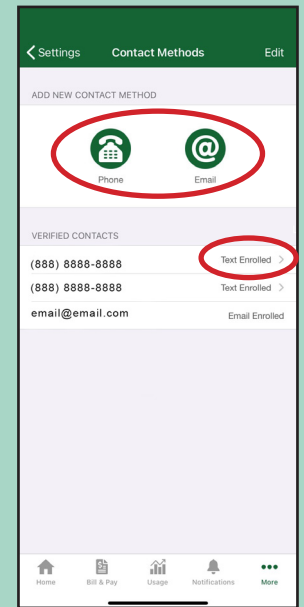 Settings Contact Methods Edit
ADD NEW CONTACT METHOD
@
Phone Email
VERIFIED CONTACTS
(888) 8888-8888 Text Enrolled
(888) 8888-8888 Text Enrolled
email@email.com Email Enrolled
$
Home Bill & Pay Usage Notifications More